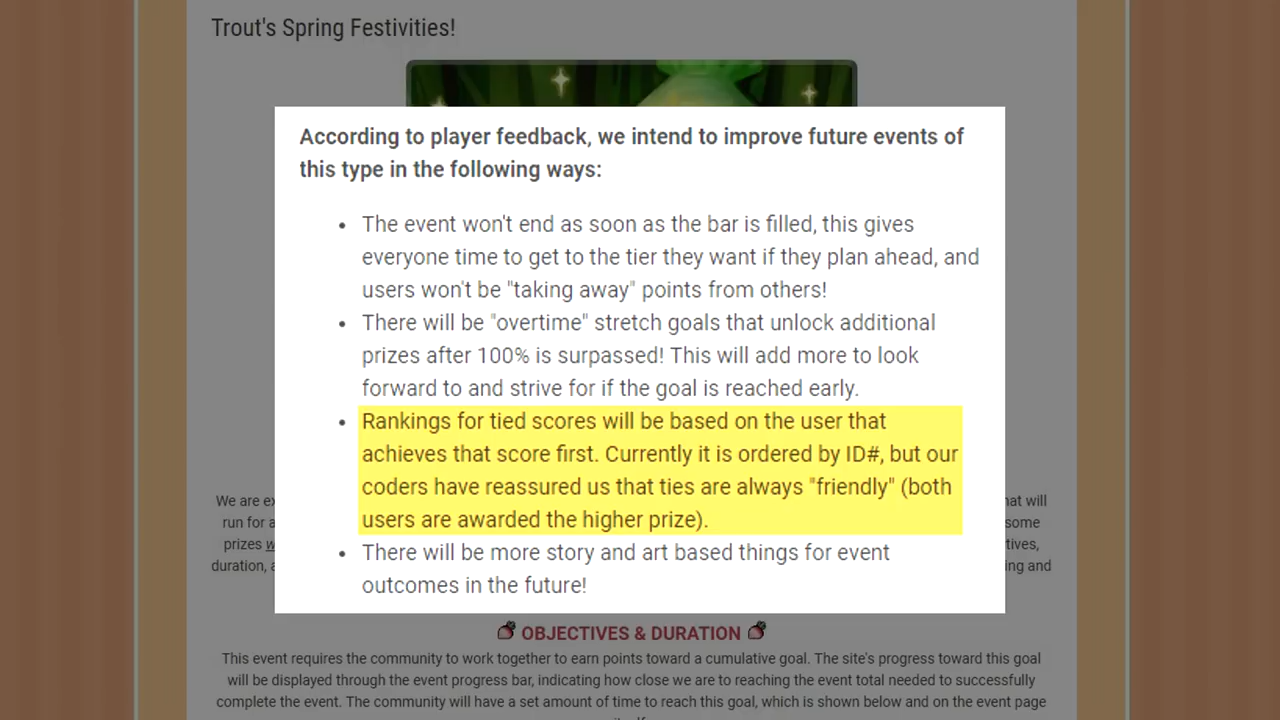 Trout's Spring Festivities!
According to player feedback, we intend to improve future events of
this type in the following ways:
• The event won't end as soon as the bar is filled, this gives
everyone time to get to the tier they want if they plan ahead, and
users won't be "taking away" points from others!
• There will be "overtime" stretch goals that unlock additional
prizes after 100% is surpassed! This will add more to look
forward to and strive for if the goal is reached early.
• Rankings for tied scores will be based on the user that
achieves that score first. Currently it is ordered by ID#, but our
coders have reassured us that ties are always "friendly" (both
users are awarded the higher prize).
• There will be more story and art based things for event
outcomes in the future!
We are will
run for some
prizes
duration, and
OBJECTIVES & DURATION
This event requires the community to work together to earn points toward a cumulative goal. The site's progress toward this goal
will be displayed through the event progress bar, indicating how close we are to reaching the event total needed to successfully
complete the event. The community will have a set amount of time to reach this goal, which is shown below and on the event page